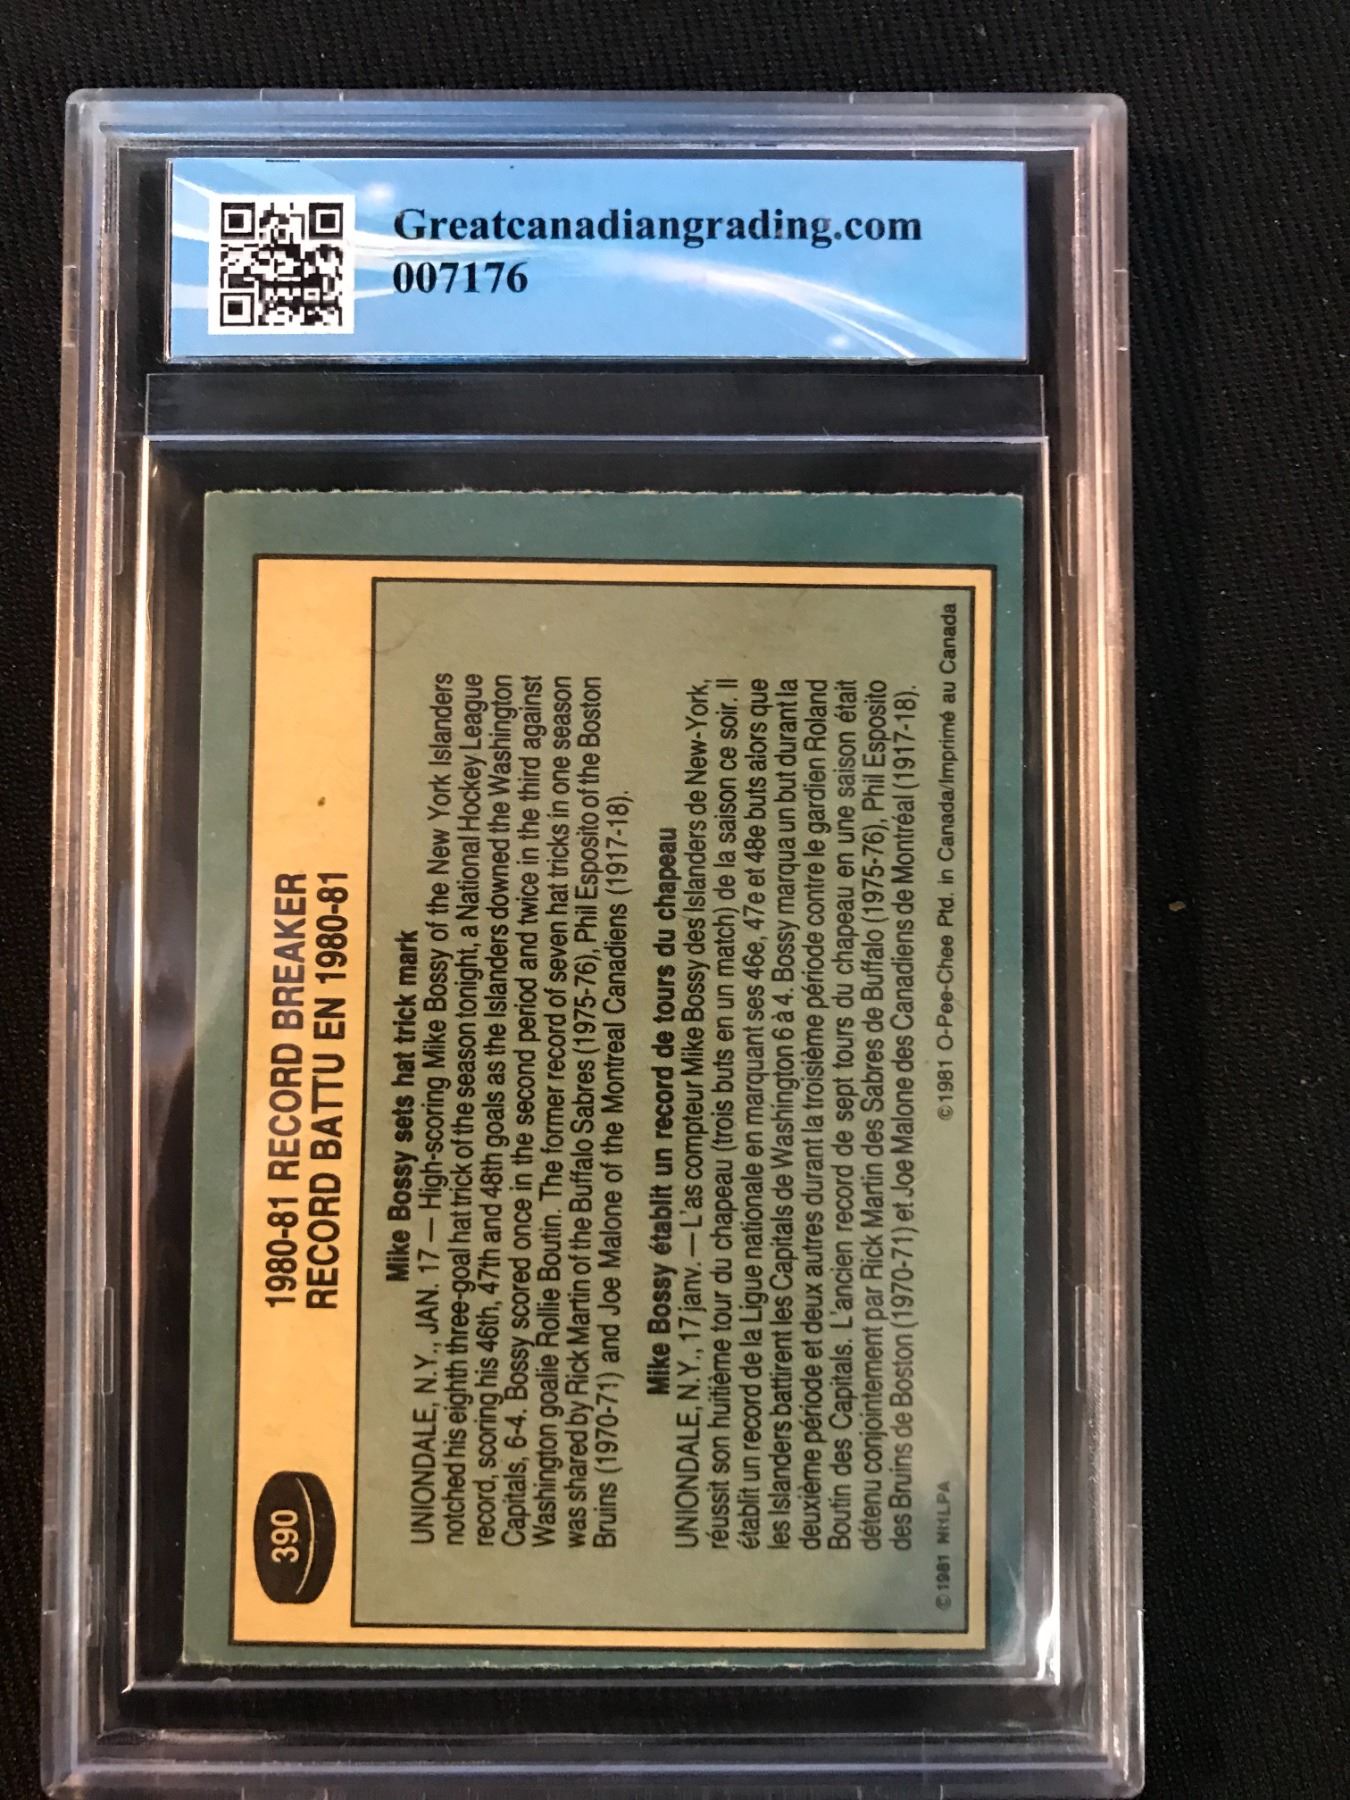 Greatcanadiangrading.com
007176
390
1980-81 RECORD BREAKER
RECORD BATTU EN 1980-81
Mike Bossy sets hat trick mark
UNIONDALE, N.Y., JAN. 17 — High-scoring Mike Bossy of the New York Islanders
notched his eighth three-goal hat trick of the season tonight, a National Hockey League
record, scoring his 46th, 47th and 48th goals as the Islanders downed the Washington
Capitals, 6-4. Bossy scored once in the second period and twice in the third against
Washington goalie Rollie Boutin. The former record of seven hat tricks in one season
was shared by Rick Martin of the Buffalo Sabres (1975-76), Phil Esposito of the Boston
Bruins (1970-71) and Joe Malone of the Montreal Canadiens (1917-18).
Mike Bossy établit un record de tours du chapeau
UNIONDALE, N.Y., 17 janv. — L'as compteur Mike Bossy des Islanders de New-York,
réussit son huitième tour du chapeau (trois buts en un match) de la saison ce soir. Il
établit un record de la Ligue nationale en marquant ses 46e, 47e et 48e buts alors que
les Islanders battirent les Capitals de Washington 6 à 4. Bossy marqua un but durant la
deuxième période et deux autres durant la troisième période contre le gardien Roland
Boutin des Capitals. L'ancien record de sept tours du chapeau en une saison était
détenu conjointement par Rick Martin des Sabres de Buffalo (1975-76), Phil Esposito
des Bruins de Boston (1970-71) et Joe Malone des Canadiens de Montréal (1917-18).
©1981 NHLPA ©1981 O-Pee-Chee Ptd. in Canada/Imprimé au Canada